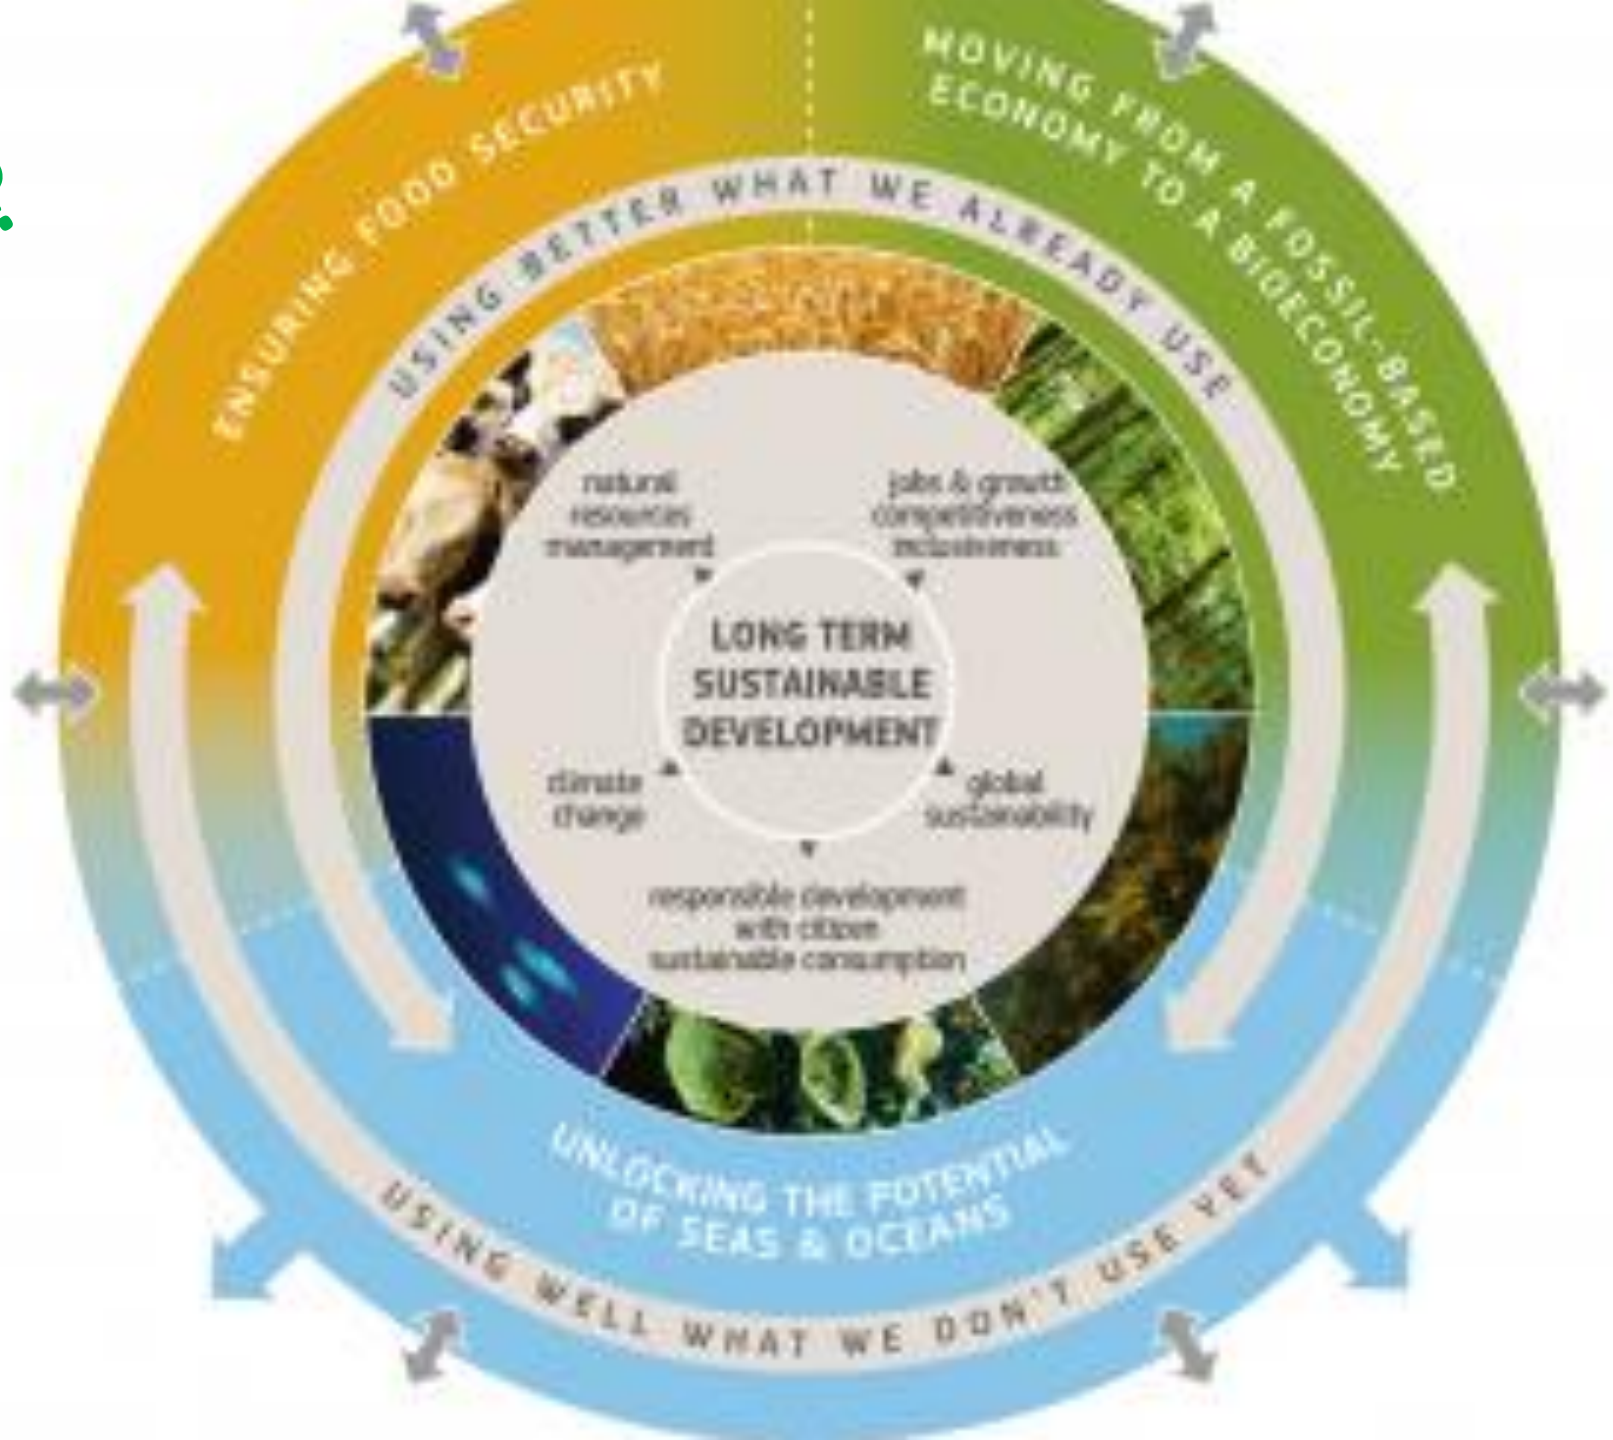 ENSURING FOOD SECURITY
MOVING FROM A FOSSIL-BASED
ECONOMY TO A BIOECONOMY
USING BETTER WHAT WE ALREADY USE
natural
resources
management
jobs & growth
competitiveness
inclusiveness
LONG TERM
SUSTAINABLE
DEVELOPMENT
climate
change
global
sustainability
responsible development
with citizen
sustainable consumption
UNLOCKING THE POTENTIAL
OF SEAS & OCEANS
USING WELL WHAT WE DON'T USE YET